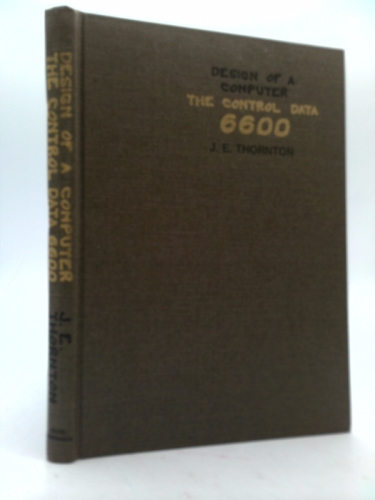 DESIGN OF A
COMPUTER
THE CONTROL DATA
6600
J. E. THORNTON
DESIGN OF A COMPUTER
THE CONTROL DATA 6600
J. E.
THORNTON